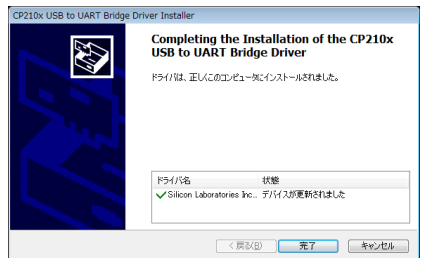 CP210x USB to UART Bridge Driver Installer
Completing the Installation of the CP210x
USB to UART Bridge Driver
ドライバは、正しくこのコンピュータにインストールされました。
ドライバ名 状態
Silicon Laboratories Inc... デバイスが更新されました
< 戻る(B) 完了 キャンセル